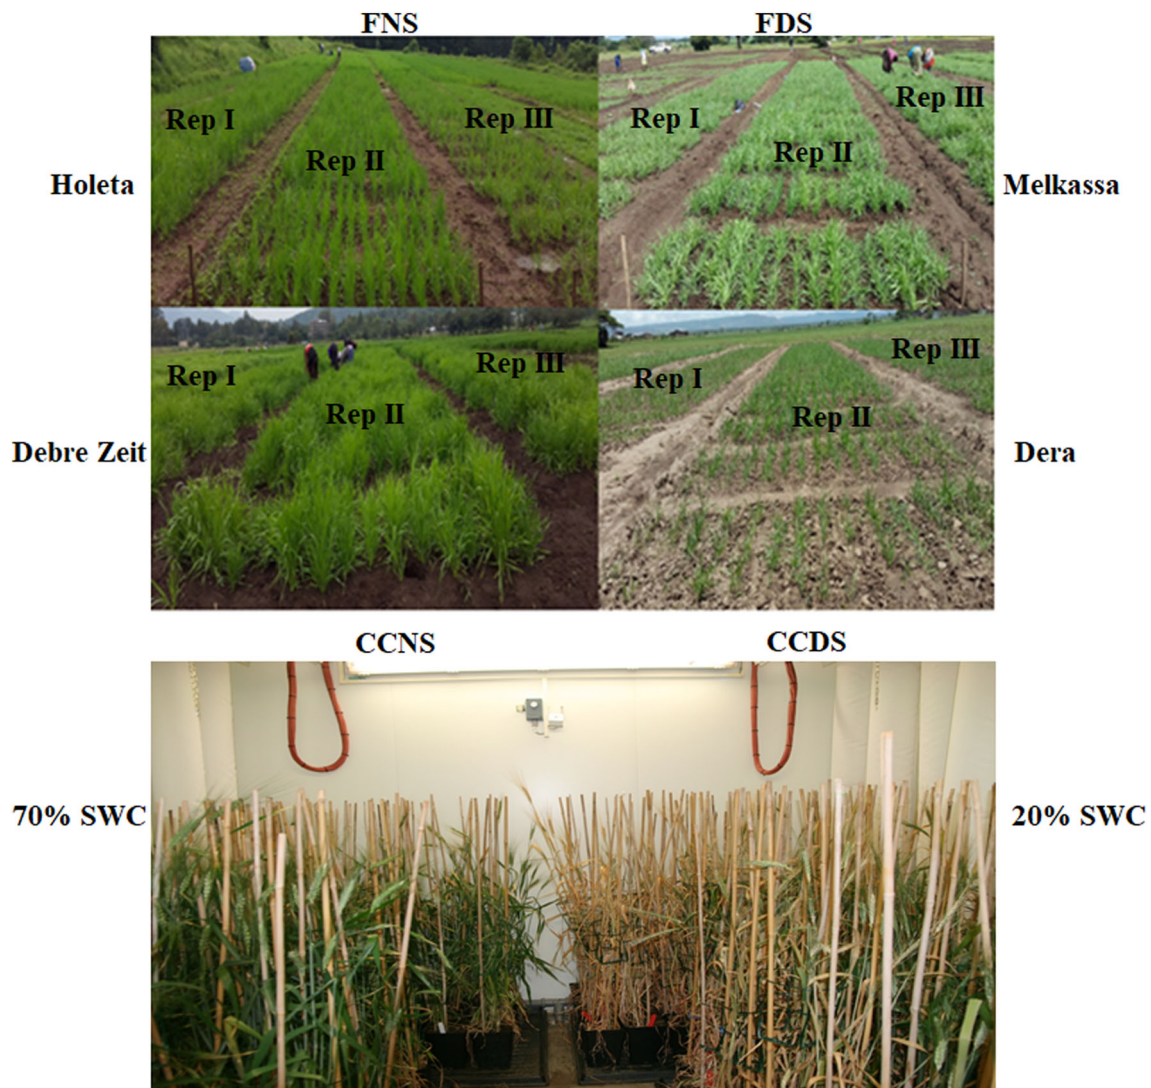 FNS FDS
Rep I Rep II Rep III Rep I Rep II Rep III
Holeta Melkassa
Rep I Rep II Rep III Rep I Rep II Rep III
Debre Zeit Dera
CCNS CCDS
70% SWC 20% SWC